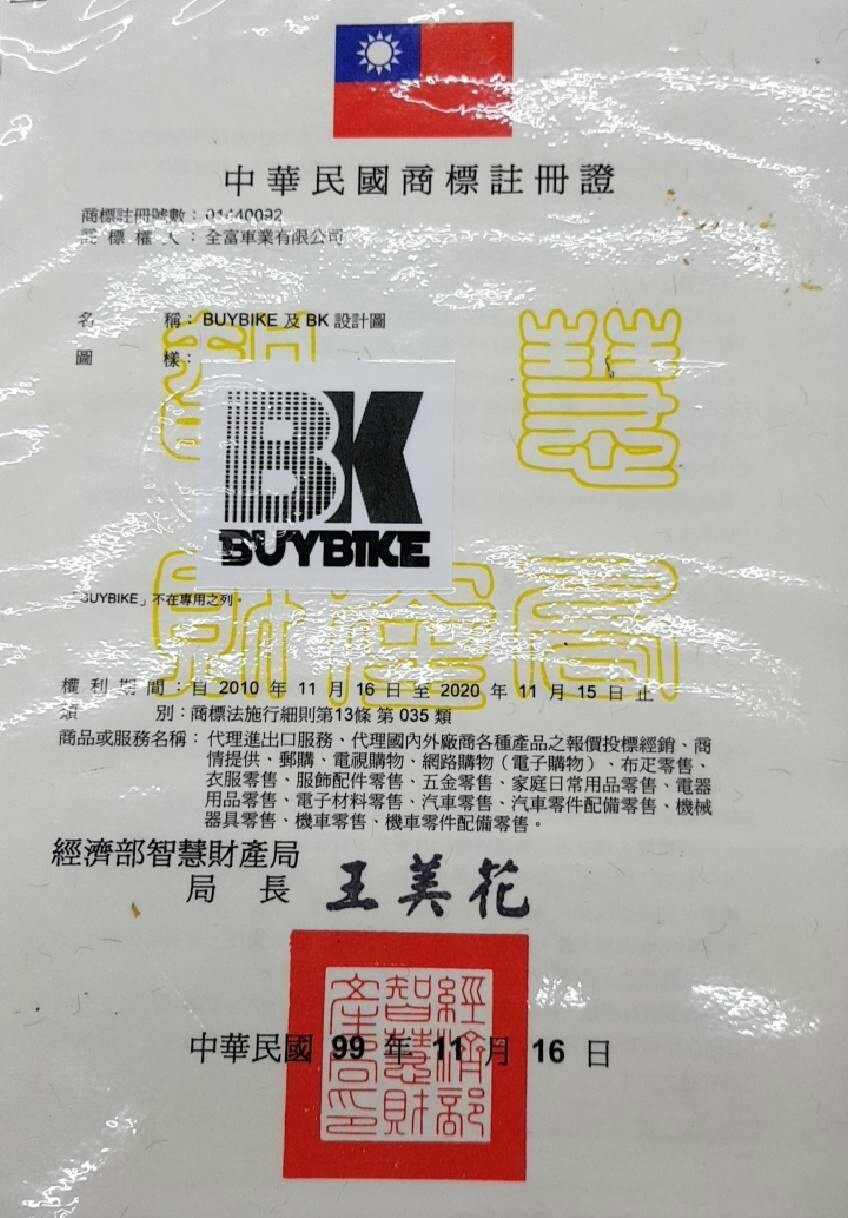 中華民國商標註冊證
商標註冊號數：01440092
商標權人：全富車業有限公司
名稱：BUYBIKE 及 BK 設計圖
圖樣：
BK
BUYBIKE
「BUYBIKE」不在專用之列。
權利期間：自 2010 年 11 月 16 日 至 2020 年 11 月 15 日 止
類別：商標法施行細則第13條 第 035 類
商品或服務名稱：代理進出口服務、代理國內外廠商各種產品之報價投標經銷、商
情提供、郵購、電視購物、網路購物（電子購物）、布疋零售、
衣服零售、服飾配件零售、五金零售、家庭日常用品零售、電器
用品零售、電子材料零售、汽車零售、汽車零件配備零售、機械
器具零售、機車零售、機車零件配備零售。
經濟部智慧財產局
局長 王美花
中華民國 99 年 11 月 16 日
經濟部
智慧財
產局印
智慧
財產局